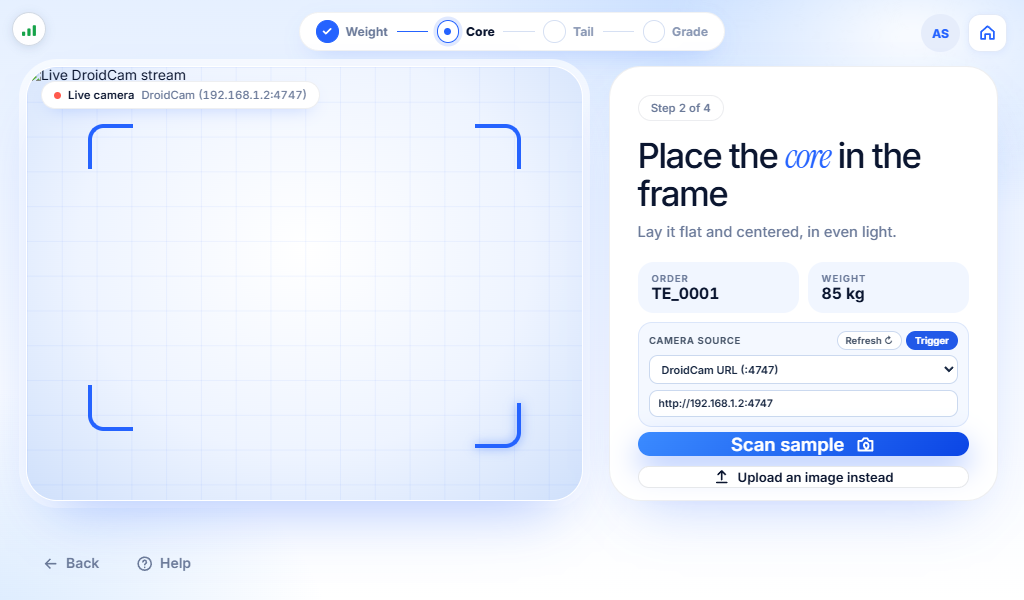 Weight
Core
Tail
Grade
AS
Live DroidCam stream
Live camera DroidCam (192.168.1.2:4747)
Step 2 of 4
Place the core in the
frame
Lay it flat and centered, in even light.
ORDER
TE_0001
WEIGHT
85 kg
CAMERA SOURCE
Refresh ↻
Trigger
DroidCam URL (:4747)
http://192.168.1.2:4747
Scan sample
Upload an image instead
Back
Help